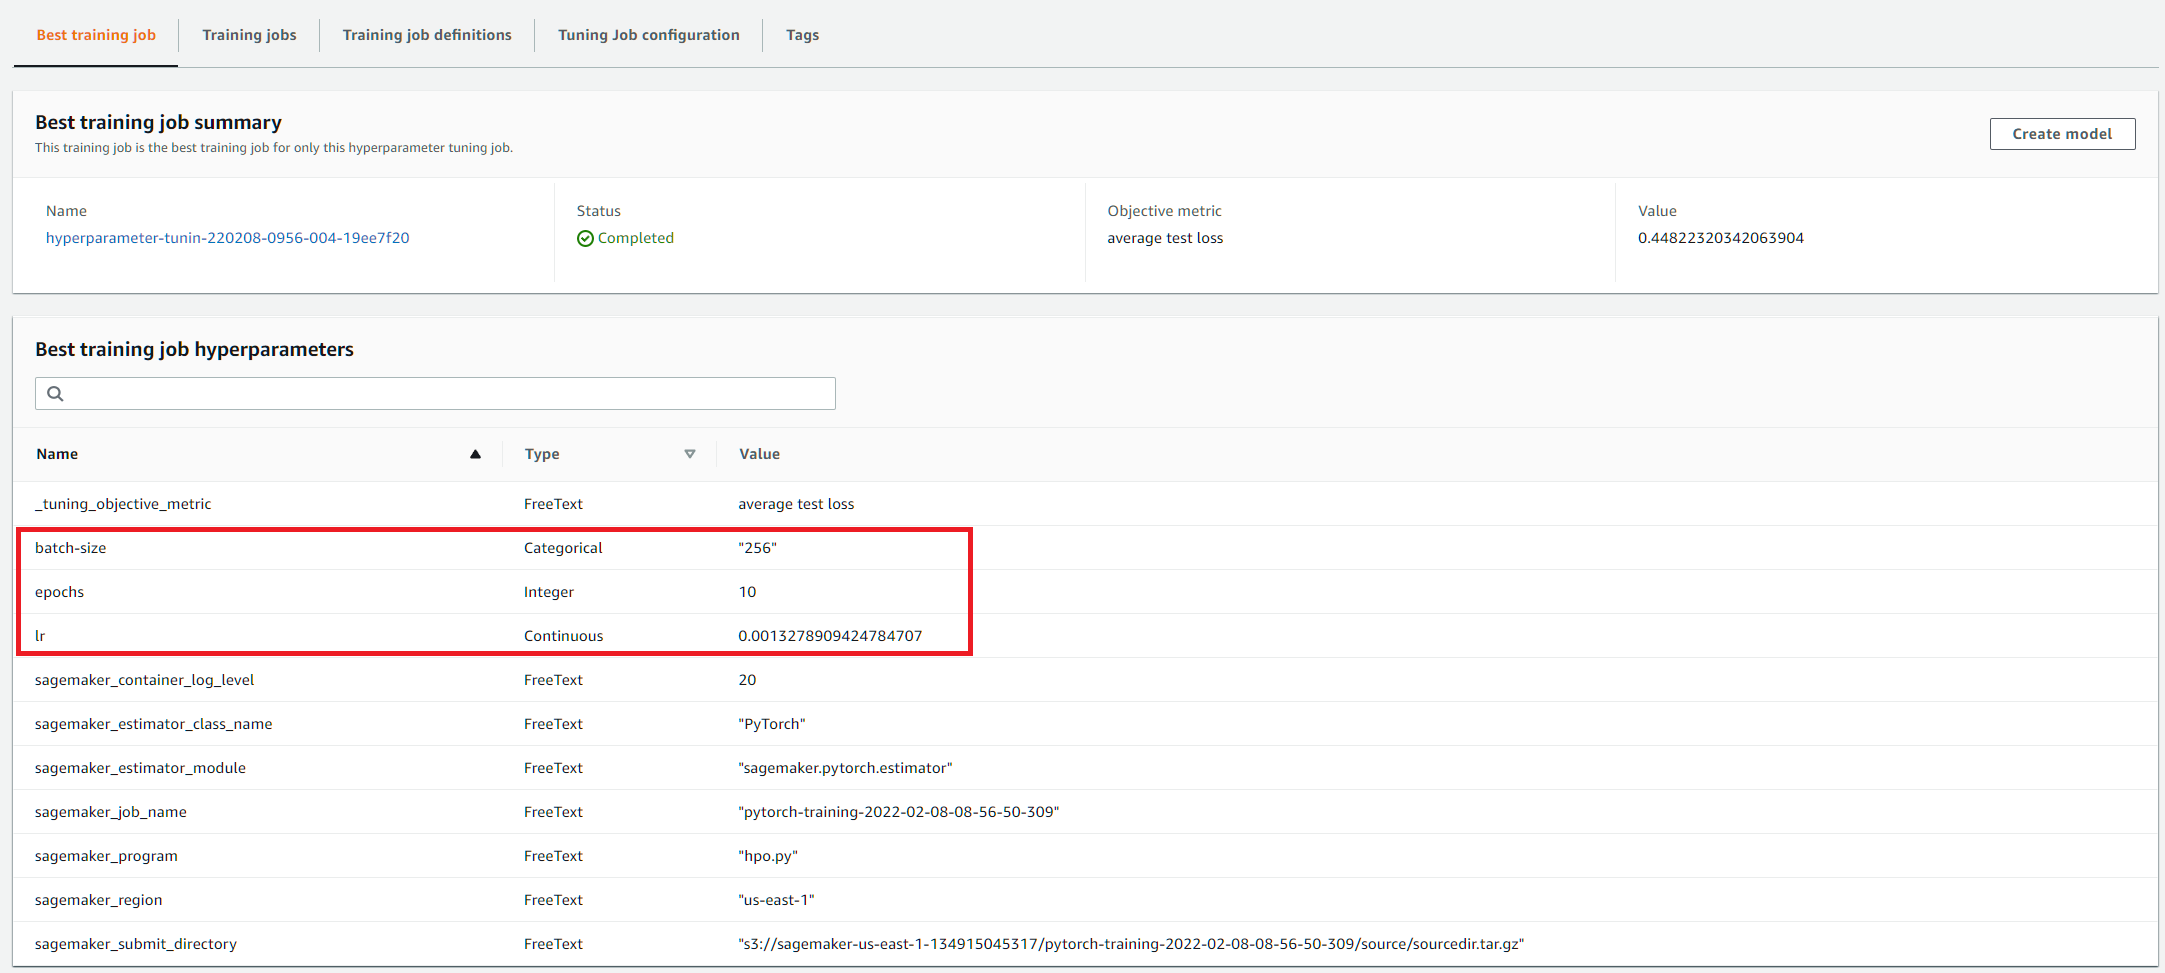 Best training job Training jobs Training job definitions Tuning Job configuration Tags
Best training job summary
This training job is the best training job for only this hyperparameter tuning job.
Create model
Name Status Objective metric Value
hyperparameter-tunin-220208-0956-004-19ee7f20 Completed average test loss 0.44822320342063904
Best training job hyperparameters
Name Type Value
_tuning_objective_metric FreeText average test loss
batch-size Categorical "256"
epochs Integer 10
lr Continuous 0.0013278909424784707
sagemaker_container_log_level FreeText 20
sagemaker_estimator_class_name FreeText "PyTorch"
sagemaker_estimator_module FreeText "sagemaker.pytorch.estimator"
sagemaker_job_name FreeText "pytorch-training-2022-02-08-08-56-50-309"
sagemaker_program FreeText "hpo.py"
sagemaker_region FreeText "us-east-1"
sagemaker_submit_directory FreeText "s3://sagemaker-us-east-1-134915045317/pytorch-training-2022-02-08-08-56-50-309/source/sourcedir.tar.gz"